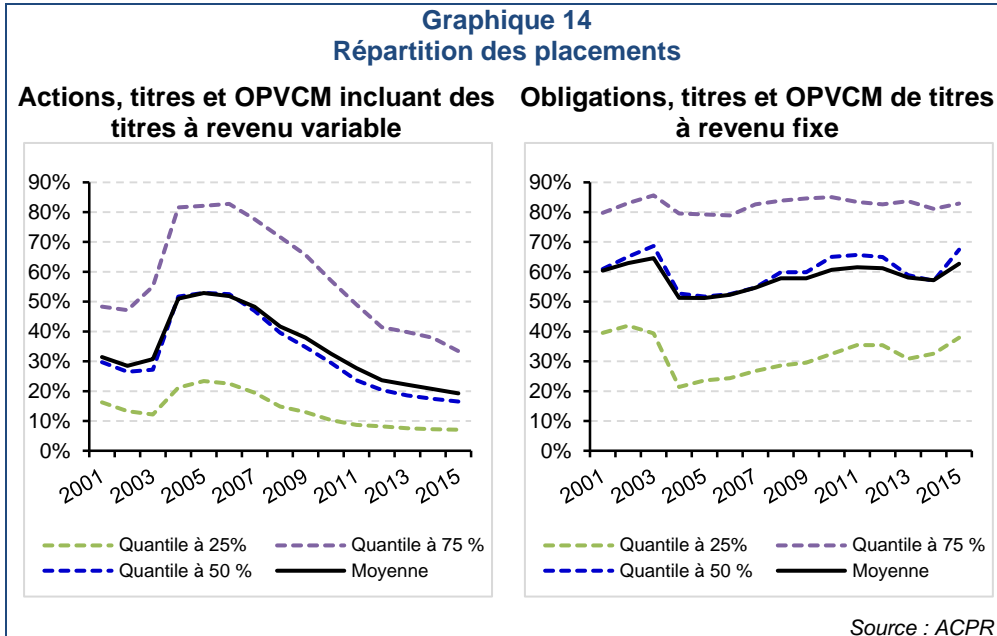 Graphique 14
Répartition des placements
Actions, titres et OPVCM incluant des
titres à revenu variable
90%
80%
70%
60%
50%
40%
30%
20%
10%
0%
2001
2003
2005
2007
2009
2011
2013
2015
Quantile à 25%
Quantile à 75 %
Quantile à 50 %
Moyenne
Obligations, titres et OPVCM de titres
à revenu fixe
90%
80%
70%
60%
50%
40%
30%
20%
10%
0%
2001
2003
2005
2007
2009
2011
2013
2015
Quantile à 25%
Quantile à 75 %
Quantile à 50 %
Moyenne
Source : ACPR